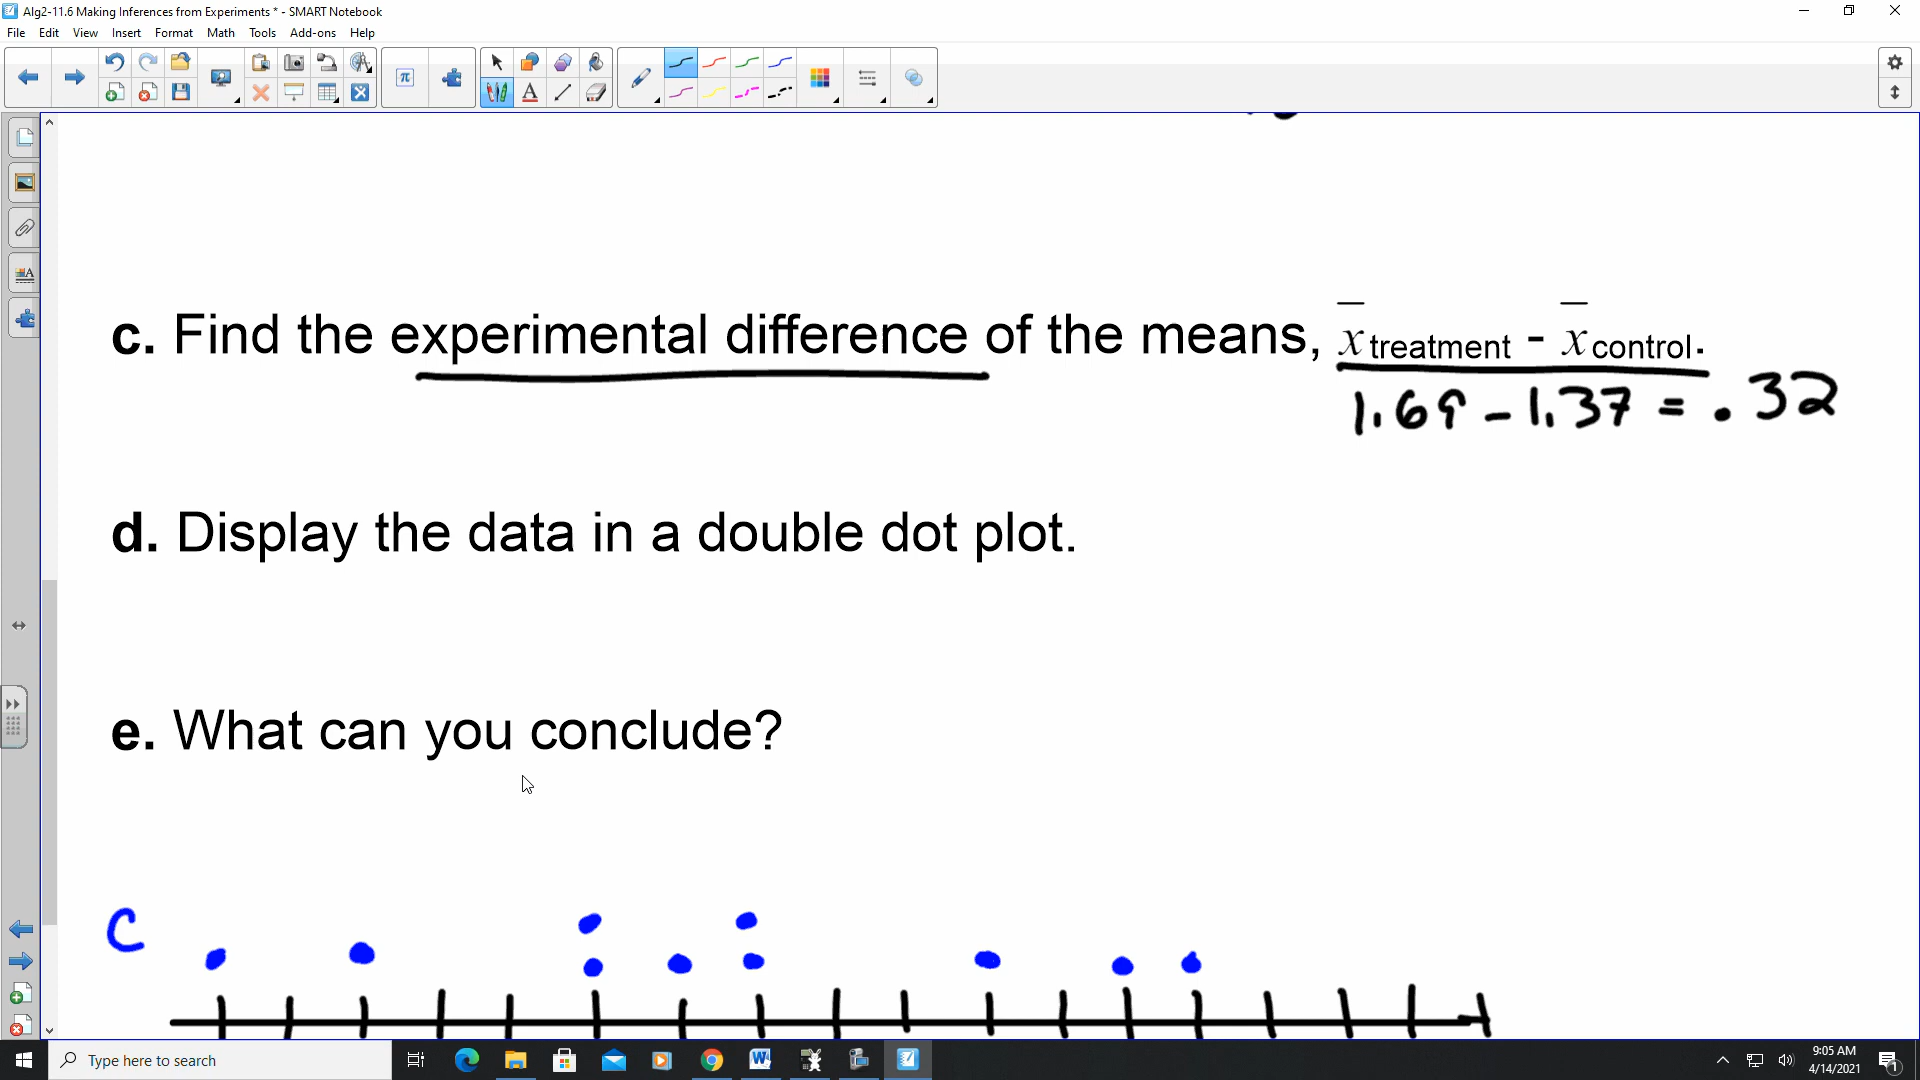 Alg2-11.6 Making Inferences from Experiments * - SMART Notebook
File Edit View Insert Format Math Tools Add-ons Help
c. Find the experimental difference of the means, x treatment - x control.
1.69 - 1.37 = .32
d. Display the data in a double dot plot.
e. What can you conclude?
C
Type here to search
9:05 AM
4/14/2021